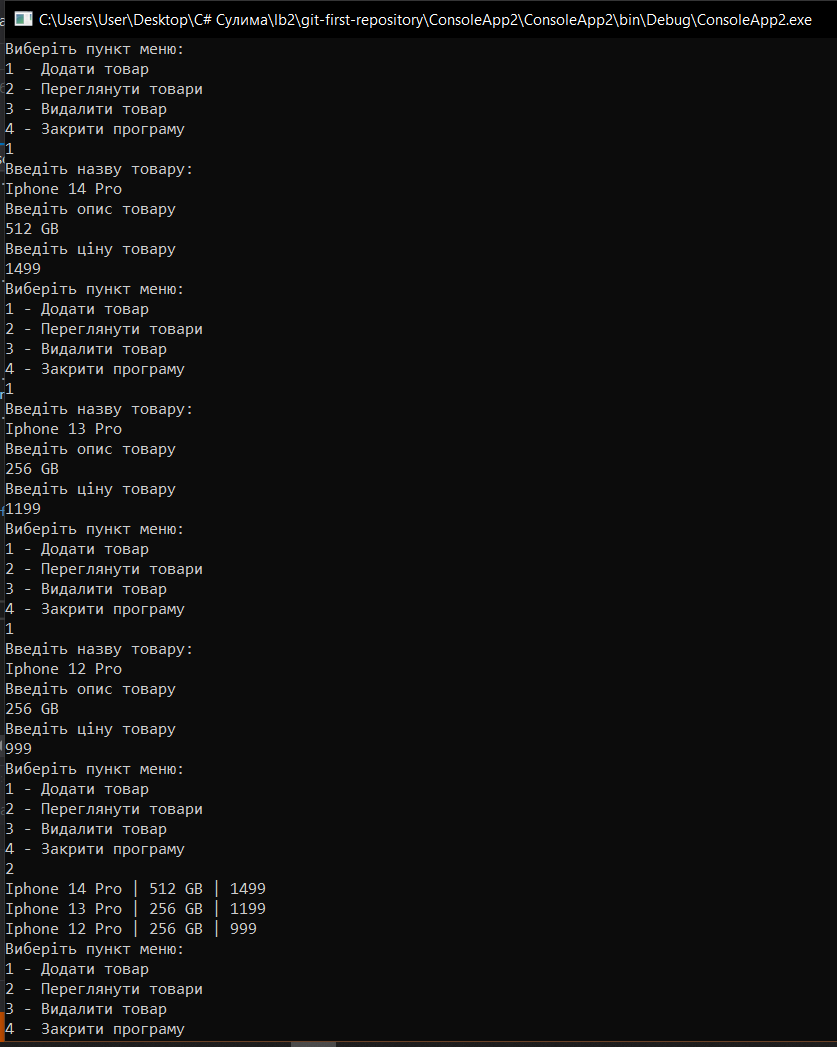 C:\Users\User\Desktop\C# Сулима\lb2\git-first-repository\ConsoleApp2\ConsoleApp2\bin\Debug\ConsoleApp2.exe
Виберіть пункт меню:
1 - Додати товар
2 - Переглянути товари
3 - Видалити товар
4 - Закрити програму
1
Введіть назву товару:
Iphone 14 Pro
Введіть опис товару
512 GB
Введіть ціну товару
1499
Виберіть пункт меню:
1 - Додати товар
2 - Переглянути товари
3 - Видалити товар
4 - Закрити програму
1
Введіть назву товару:
Iphone 13 Pro
Введіть опис товару
256 GB
Введіть ціну товару
1199
Виберіть пункт меню:
1 - Додати товар
2 - Переглянути товари
3 - Видалити товар
4 - Закрити програму
1
Введіть назву товару:
Iphone 12 Pro
Введіть опис товару
256 GB
Введіть ціну товару
999
Виберіть пункт меню:
1 - Додати товар
2 - Переглянути товари
3 - Видалити товар
4 - Закрити програму
2
Iphone 14 Pro | 512 GB | 1499
Iphone 13 Pro | 256 GB | 1199
Iphone 12 Pro | 256 GB | 999
Виберіть пункт меню:
1 - Додати товар
2 - Переглянути товари
3 - Видалити товар
4 - Закрити програму